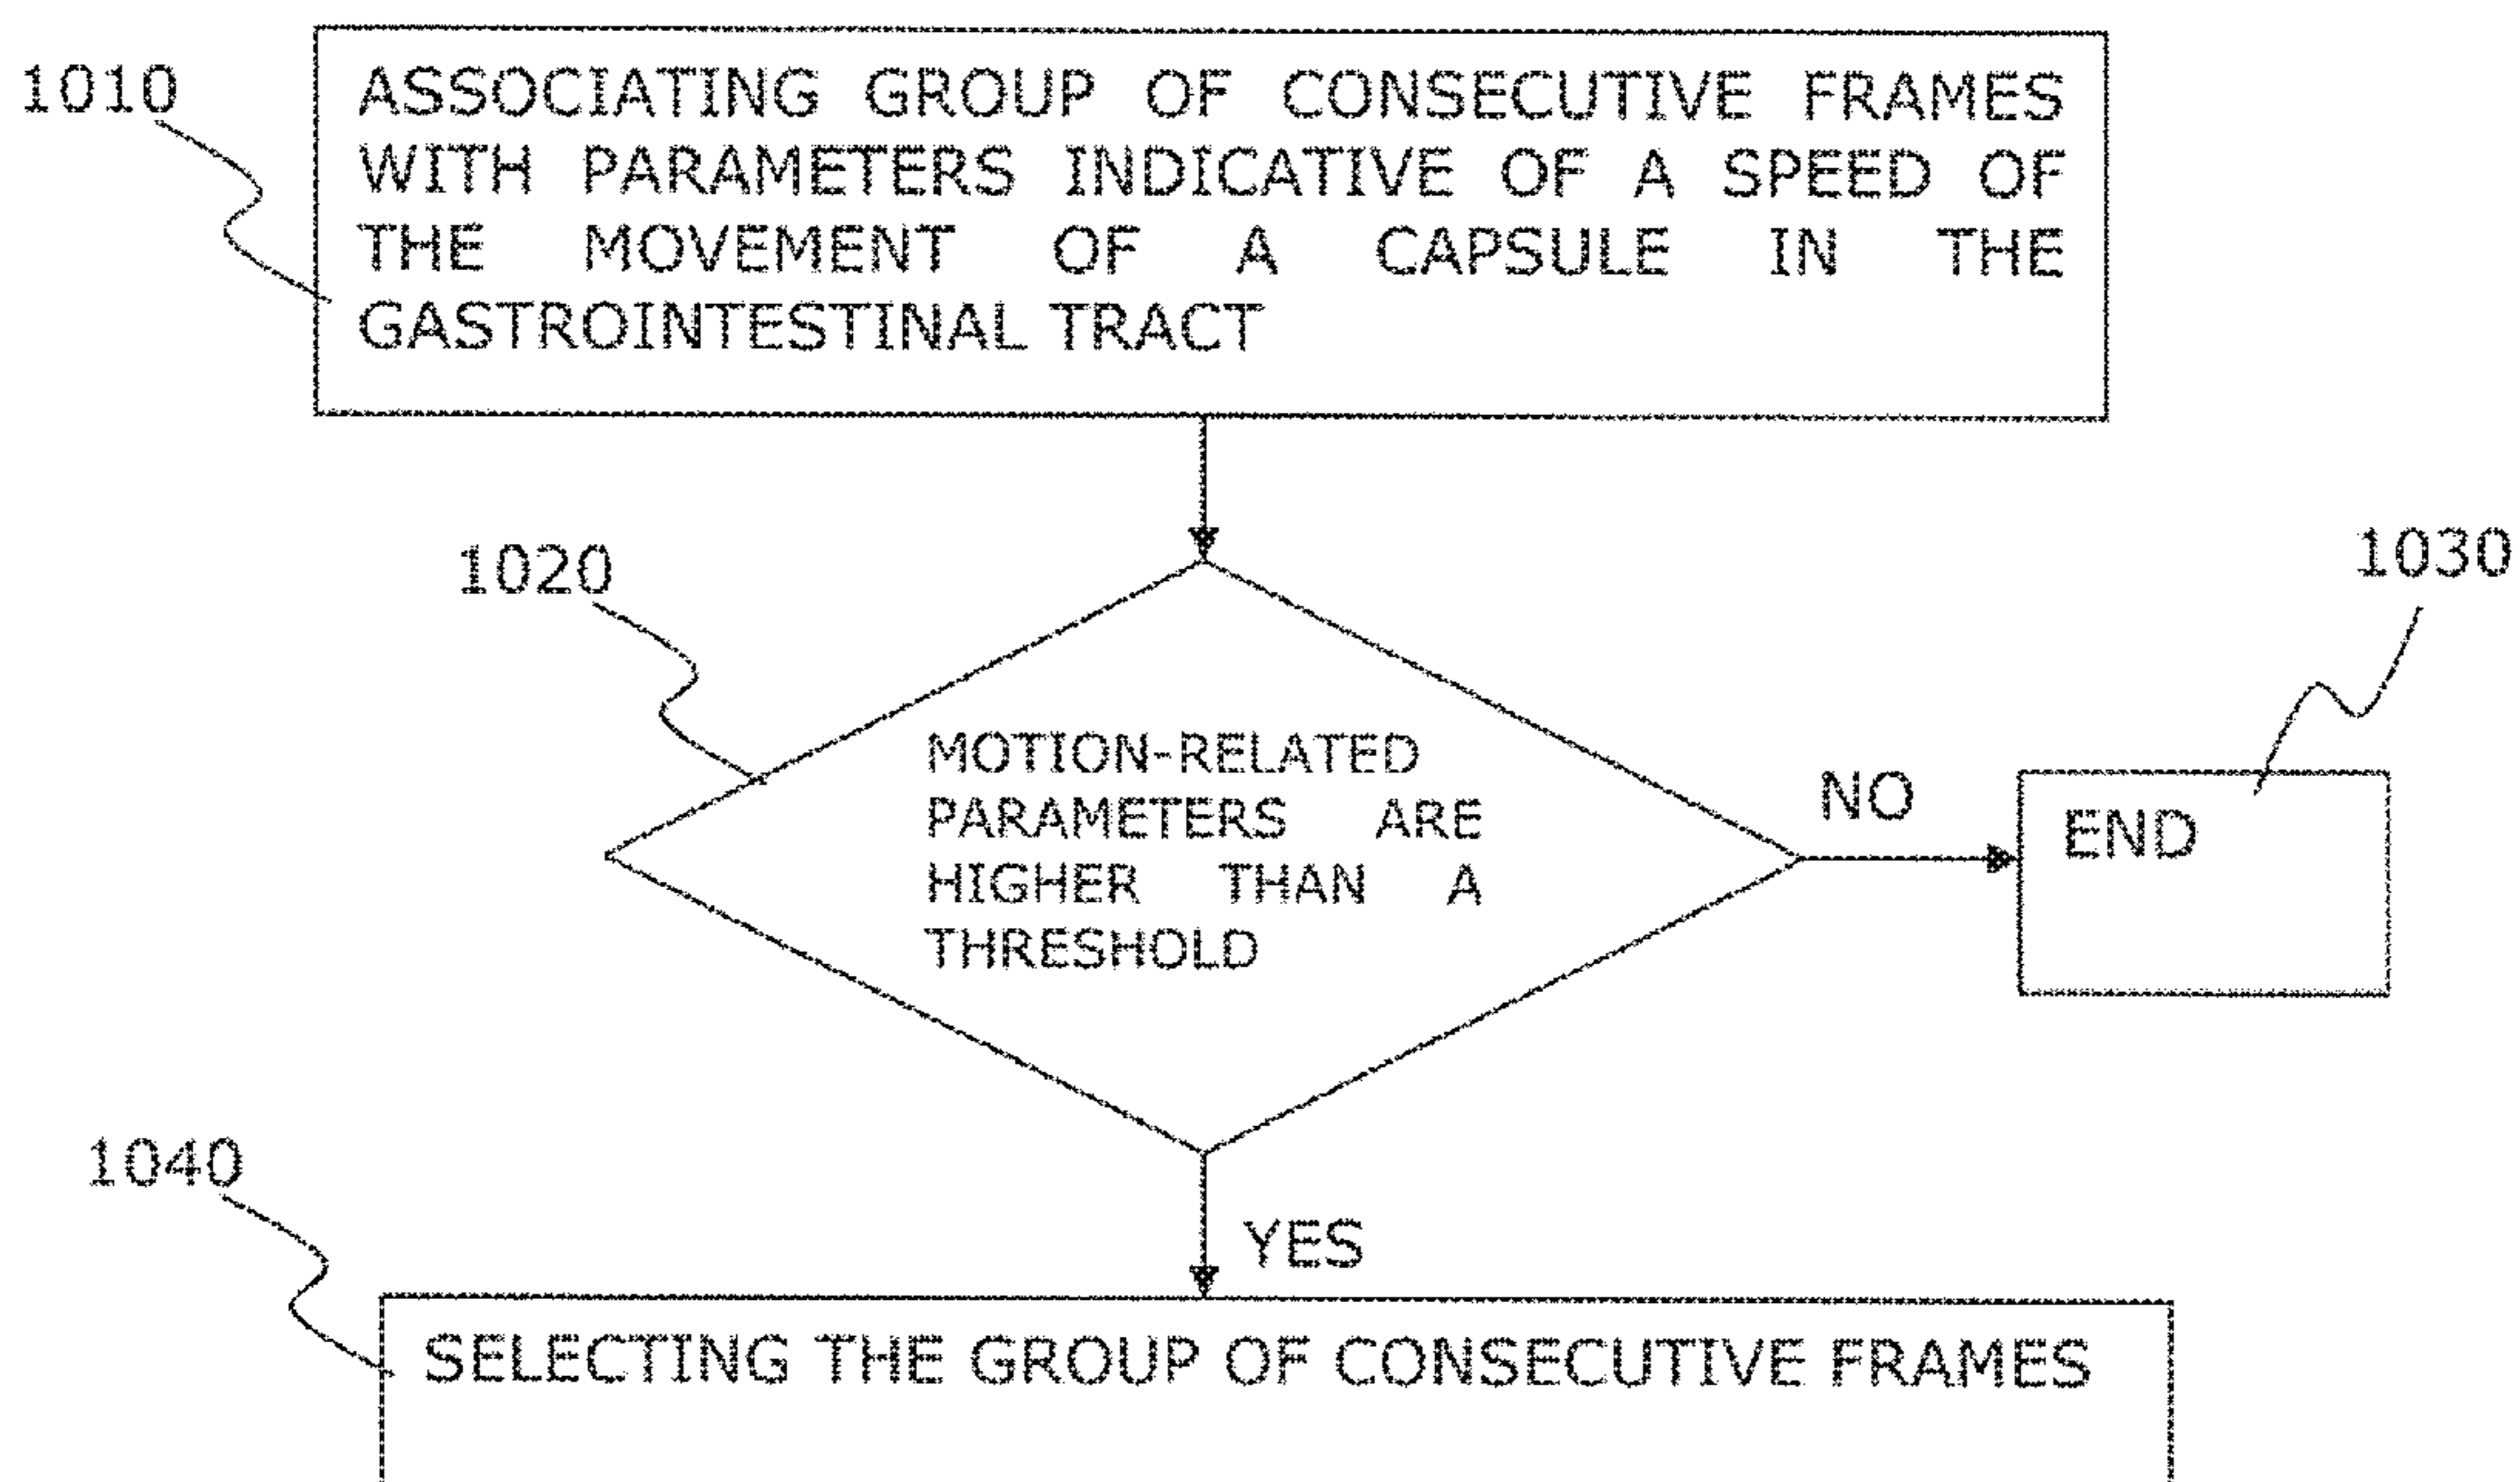 1010
ASSOCIATING GROUP OF CONSECUTIVE FRAMES
WITH PARAMETERS INDICATIVE OF A SPEED OF
THE MOVEMENT OF A CAPSULE IN THE
GASTROINTESTINAL TRACT
1020
1030
MOTION-RELATED
PARAMETERS ARE
HIGHER THAN A
THRESHOLD
NO
END
1040
YES
SELECTING THE GROUP OF CONSECUTIVE FRAMES